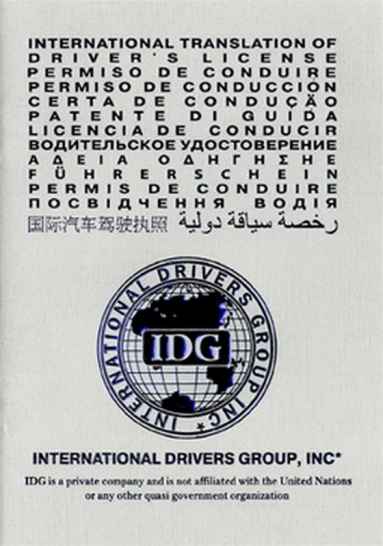 INTERNATIONAL TRANSLATION OF
DRIVER'S LICENSE
PERMISO DE CONDUIRE
PERMISO DE CONDUCCIÓN
CERTA DE CONDUÇÃO
PATENTE DI GUIDA
LICENCIA DE CONDUCIR
ВОДИТЕЛЬСКОЕ УДОСТОВЕРЕНИЕ
ΑΔΕΙΑ ΟΔΗΓΗΣΗΕ
FÜHRERSCHEIN
PERMIS DE CONDUIRE
ПОСВІДЧЕННЯ ВОДІЯ
国际汽车驾驶执照 رخصة سياقة دولية
INTERNATIONAL DRIVERS GROUP INC*
IDG
INTERNATIONAL DRIVERS GROUP, INC*
IDG is a private company and is not affiliated with the United Nations
or any other quasi government organization